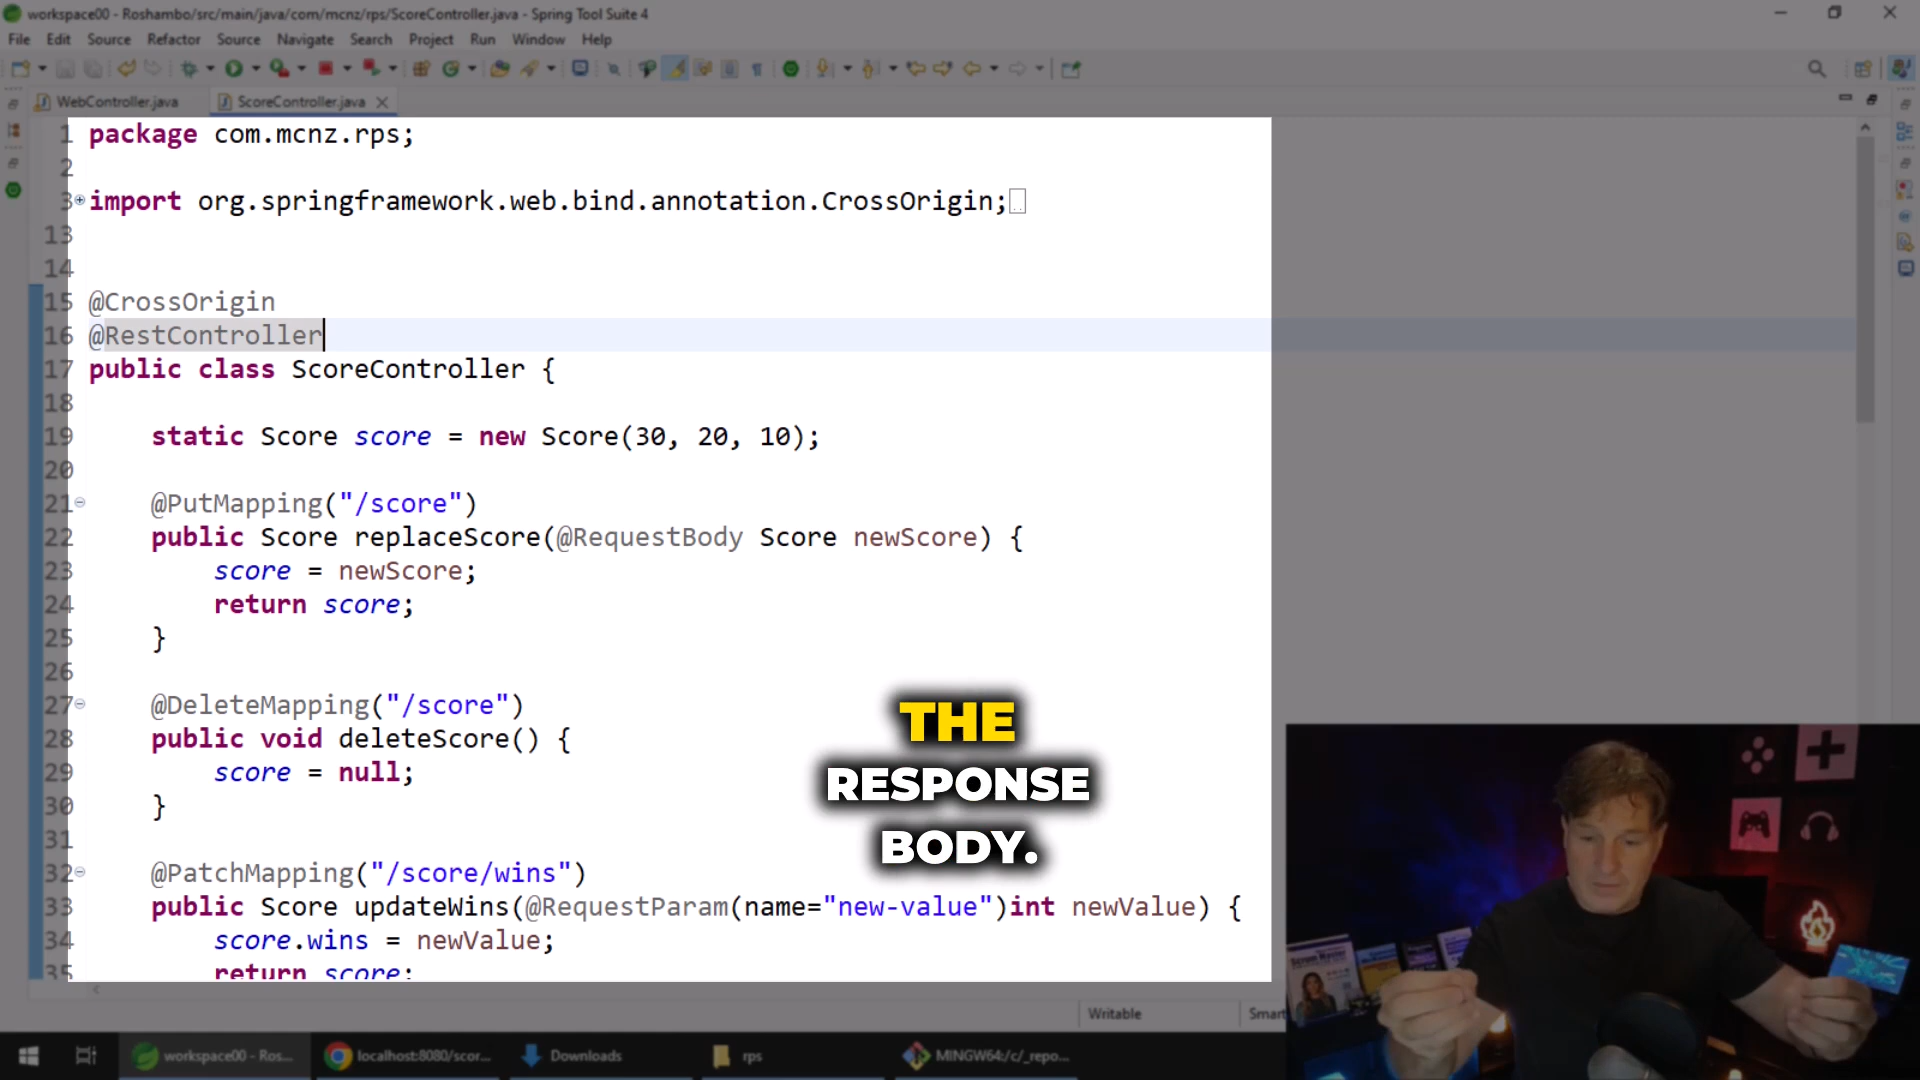 workspace00 - Roshambo/src/main/java/com/mcnz/rps/ScoreController.java - Spring Tool Suite 4
File Edit Source Refactor Source Navigate Search Project Run Window Help
WebController.java ScoreController.java
1 package com.mcnz.rps;
2
3 import org.springframework.web.bind.annotation.CrossOrigin;
13
14
15 @CrossOrigin
16 @RestController
17 public class ScoreController {
18
19 static Score score = new Score(30, 20, 10);
20
21 @PutMapping("/score")
22 public Score replaceScore(@RequestBody Score newScore) {
23 score = newScore;
24 return score;
25 }
26
27 @DeleteMapping("/score")
28 public void deleteScore() {
29 score = null;
30 }
31
32 @PatchMapping("/score/wins")
33 public Score updateWins(@RequestParam(name="new-value")int newValue) {
34 score.wins = newValue;
35 return score;
THE
RESPONSE
BODY.
Scrum Master
Writable Smart
workspace00 - Ros... localhost:8080/scor... Downloads rps MINGW64:/c/_repo...